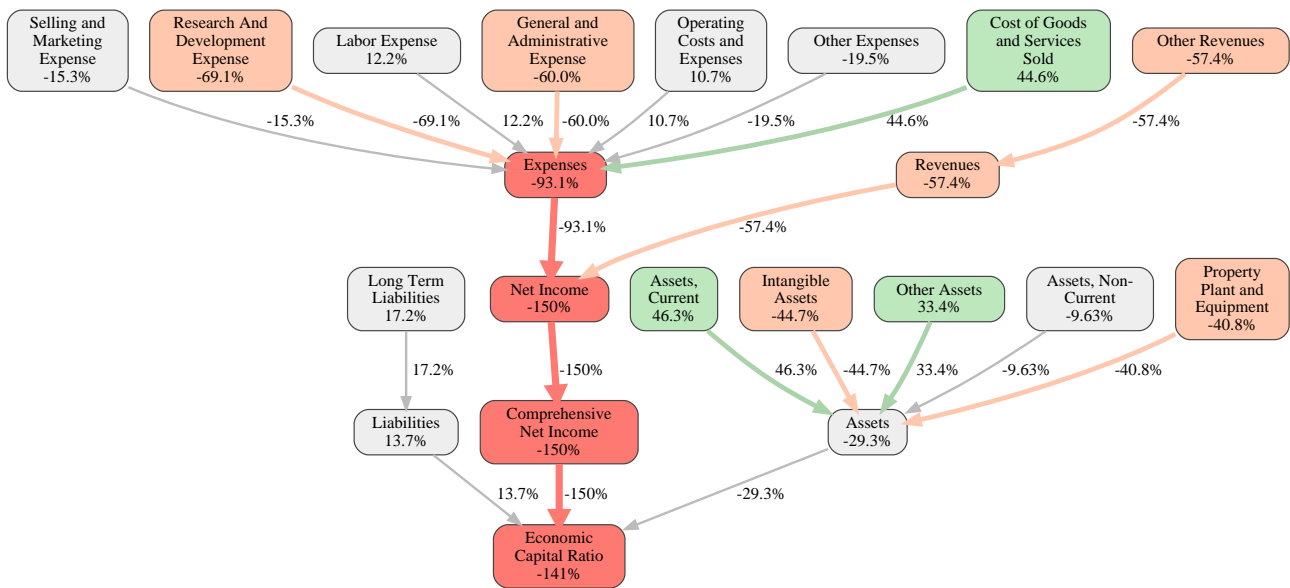 Selling and
Marketing
Expense
-15.3%
Research And
Development
Expense
-69.1%
Labor Expense
12.2%
General and
Administrative
Expense
-60.0%
Operating
Costs and
Expenses
10.7%
Other Expenses
-19.5%
Cost of Goods
and Services
Sold
44.6%
Other Revenues
-57.4%
-15.3%
-69.1%
12.2%
-60.0%
10.7%
-19.5%
44.6%
-57.4%
Expenses
-93.1%
Revenues
-57.4%
-93.1%
-57.4%
Long Term
Liabilities
17.2%
Net Income
-150%
Assets,
Current
46.3%
Intangible
Assets
-44.7%
Other Assets
33.4%
Assets, Non-
Current
-9.63%
Property
Plant and
Equipment
-40.8%
17.2%
-150%
46.3%
-44.7%
33.4%
-9.63%
-40.8%
Liabilities
13.7%
Comprehensive
Net Income
-150%
Assets
-29.3%
13.7%
-150%
-29.3%
Economic
Capital Ratio
-141%